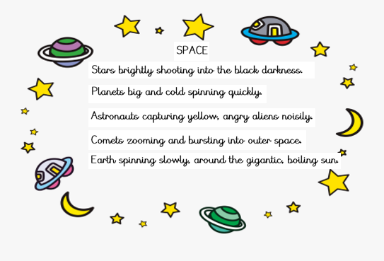 SPACE
Stars brightly shooting into the black darkness.
Planets big and cold spinning quickly.
Astronauts capturing yellow, angry aliens noisily.
Comets zooming and bursting into outer space.
Earth spinning slowly, around the gigantic, boiling sun.